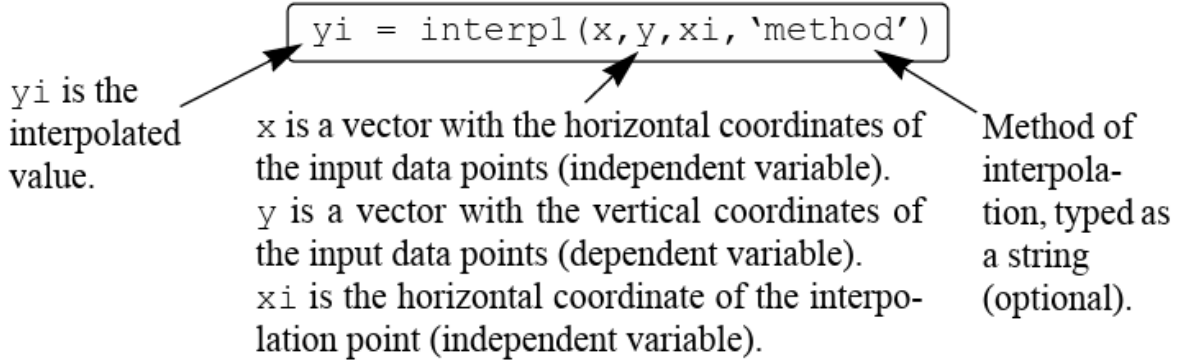 yi = interp1(x,y,xi,‘method’)
yi is the
interpolated
value.
x is a vector with the horizontal coordinates of
the input data points (independent variable).
y is a vector with the vertical coordinates of
the input data points (dependent variable).
xi is the horizontal coordinate of the interpo-
lation point (independent variable).
Method of
interpola-
tion, typed as
a string
(optional).